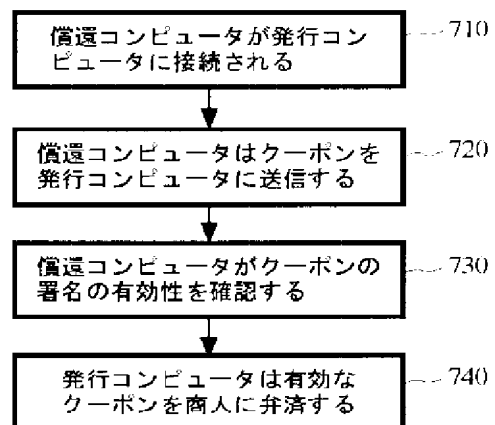 償還コンピュータが発行コン
ピュータに接続される
710
償還コンピュータはクーポンを
発行コンピュータに送信する
720
償還コンピュータがクーポンの
署名の有効性を確認する
730
発行コンピュータは有効な
クーポンを商人に弁済する
740